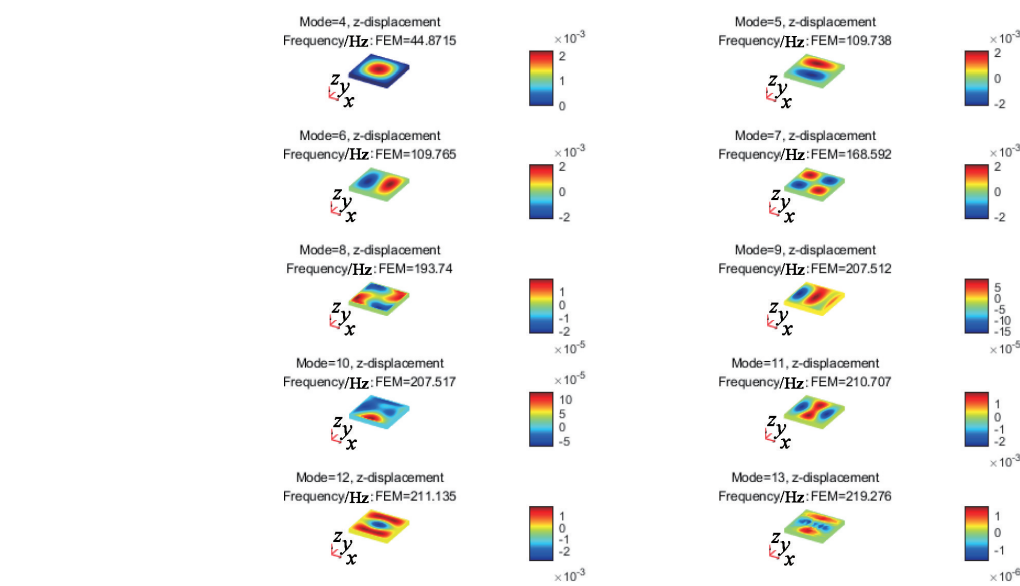 Mode=4, z-displacement
Frequency/Hz:FEM=44.8715
×10⁻³
2
1
0
z
y
x
Mode=5, z-displacement
Frequency/Hz:FEM=109.738
×10⁻³
2
0
-2
z
y
x
Mode=6, z-displacement
Frequency/Hz:FEM=109.765
×10⁻³
2
0
-2
z
y
x
Mode=7, z-displacement
Frequency/Hz:FEM=168.592
×10⁻³
2
0
-2
z
y
x
Mode=8, z-displacement
Frequency/Hz:FEM=193.74
1
0
-1
-2
×10⁻⁵
z
y
x
Mode=9, z-displacement
Frequency/Hz:FEM=207.512
5
0
-5
-10
-15
×10⁻⁵
z
y
x
Mode=10, z-displacement
Frequency/Hz:FEM=207.517
×10⁻⁵
10
5
0
-5
z
y
x
Mode=11, z-displacement
Frequency/Hz:FEM=210.707
1
0
-1
-2
×10⁻³
z
y
x
Mode=12, z-displacement
Frequency/Hz:FEM=211.135
1
0
-1
-2
×10⁻³
z
y
x
Mode=13, z-displacement
Frequency/Hz:FEM=219.276
1
0
-1
×10⁻⁶
z
y
x